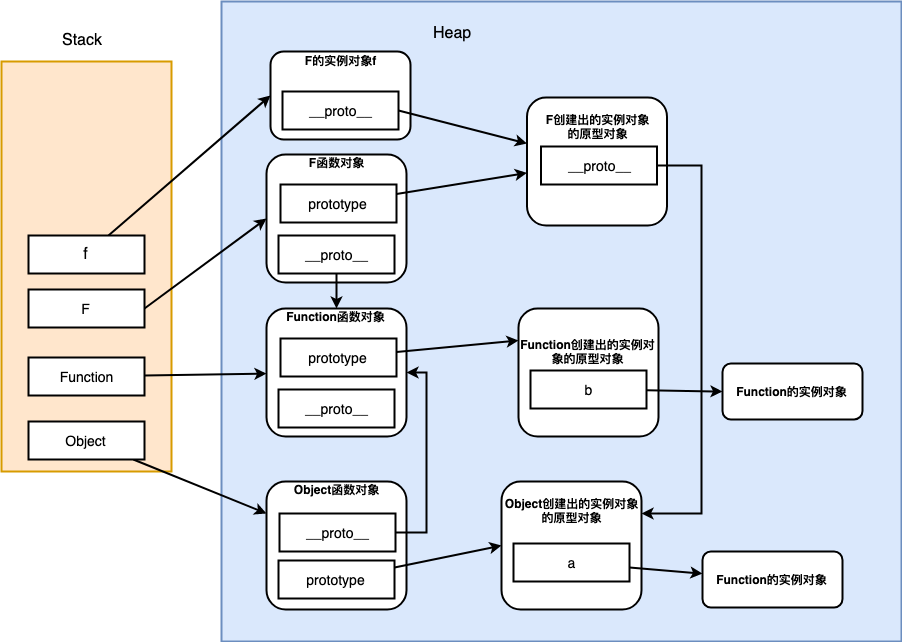 Stack
Heap
F的实例对象f
__proto__
F创建出的实例对象
的原型对象
__proto__
F函数对象
prototype
__proto__
f
F
Function
Object
Function函数对象
prototype
__proto__
Function创建出的实例对
象的原型对象
b
Function的实例对象
Object函数对象
__proto__
prototype
Object创建出的实例对象
的原型对象
a
Function的实例对象